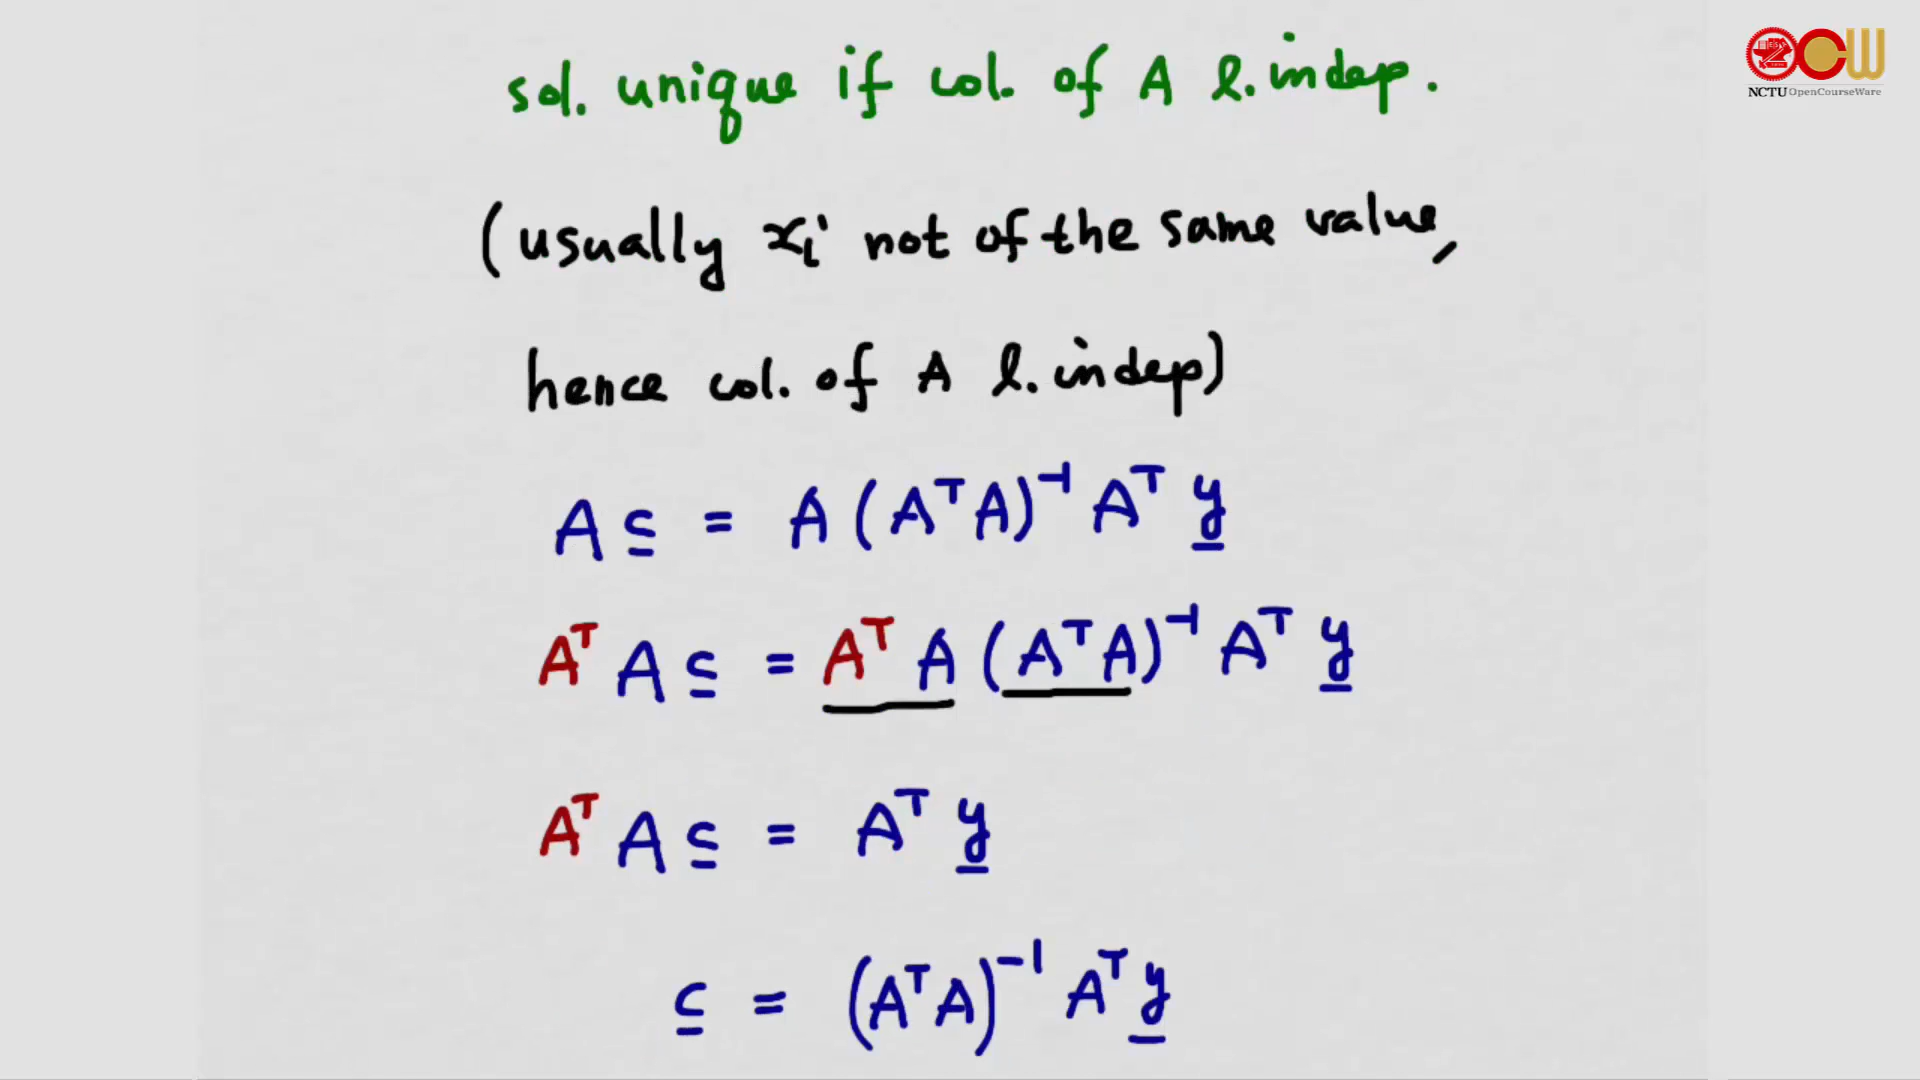 sol. unique if col. of A l. indep.
NCTU OpenCourseWare
(usually xᵢ not of the same value,
hence col. of A l. indep)
A c = A (AᵀA)⁻¹ Aᵀ y
Aᵀ A c = Aᵀ A (AᵀA)⁻¹ Aᵀ y
Aᵀ A c = Aᵀ y
c = (AᵀA)⁻¹ Aᵀ y